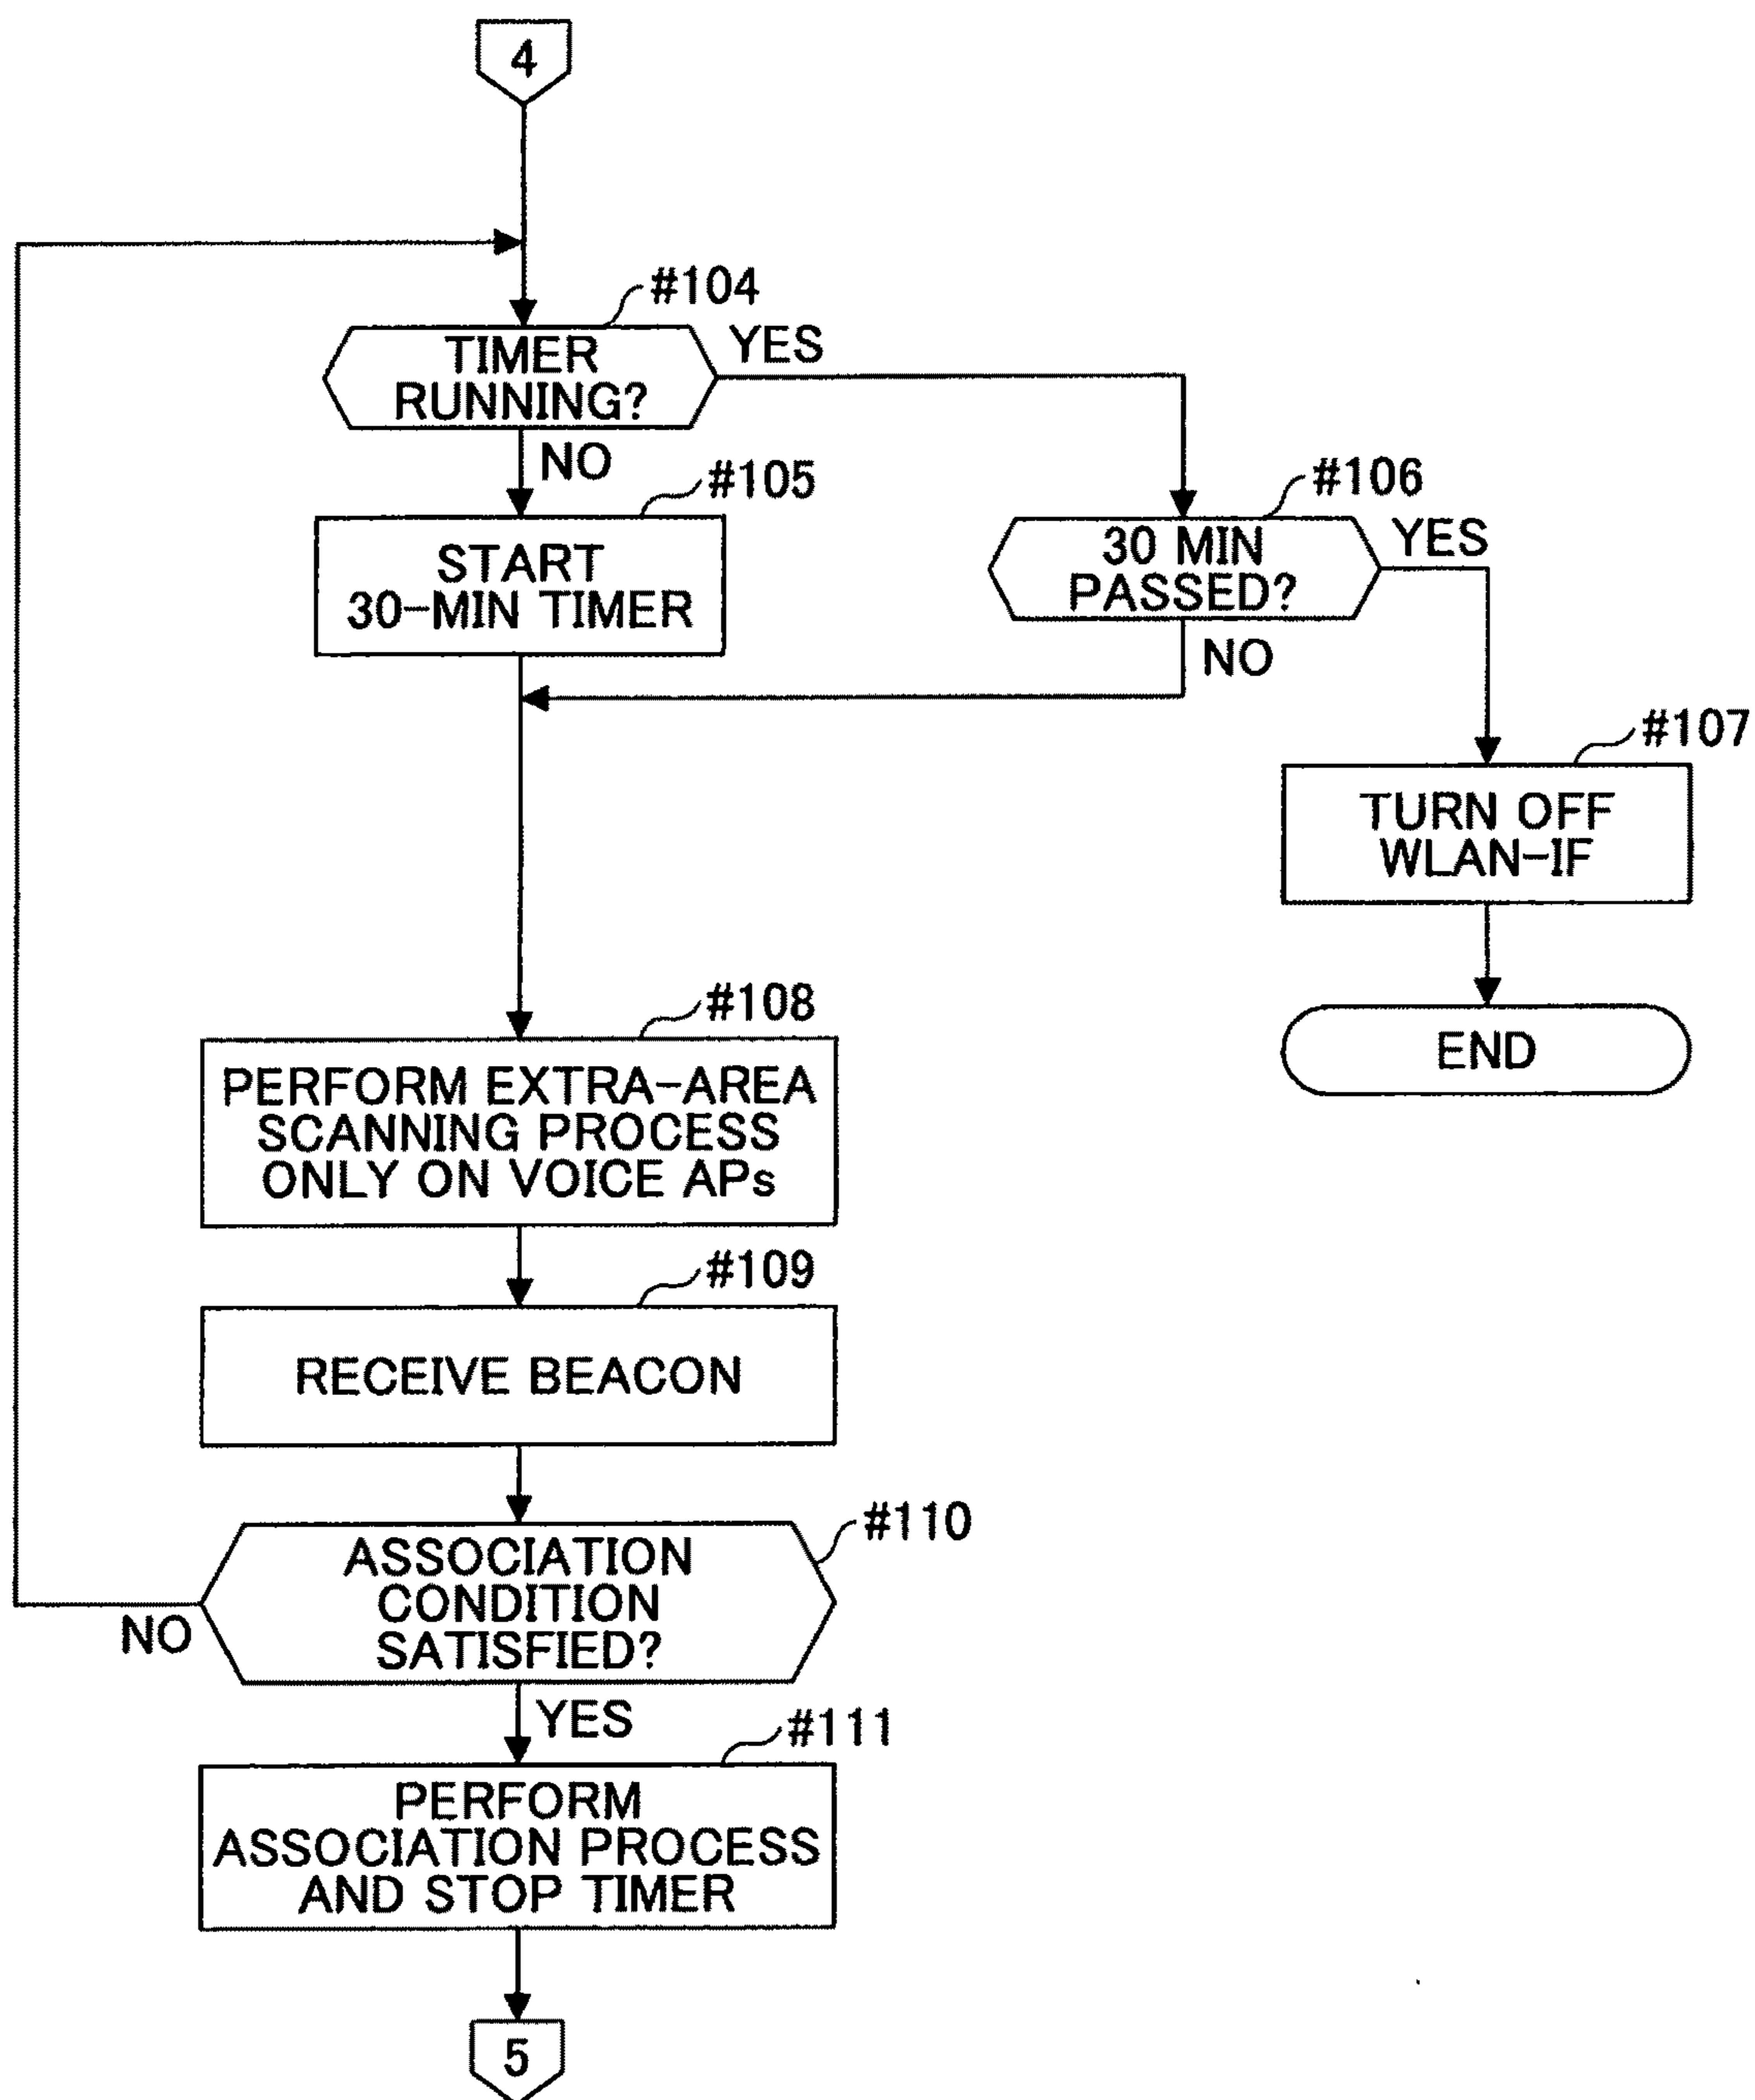 4
#104
TIMER
RUNNING?
YES
NO
#105
START
30-MIN TIMER
#106
30 MIN
PASSED?
YES
NO
#107
TURN OFF
WLAN-IF
END
#108
PERFORM EXTRA-AREA
SCANNING PROCESS
ONLY ON VOICE APs
#109
RECEIVE BEACON
#110
ASSOCIATION
CONDITION
SATISFIED?
NO
YES
#111
PERFORM
ASSOCIATION PROCESS
AND STOP TIMER
5